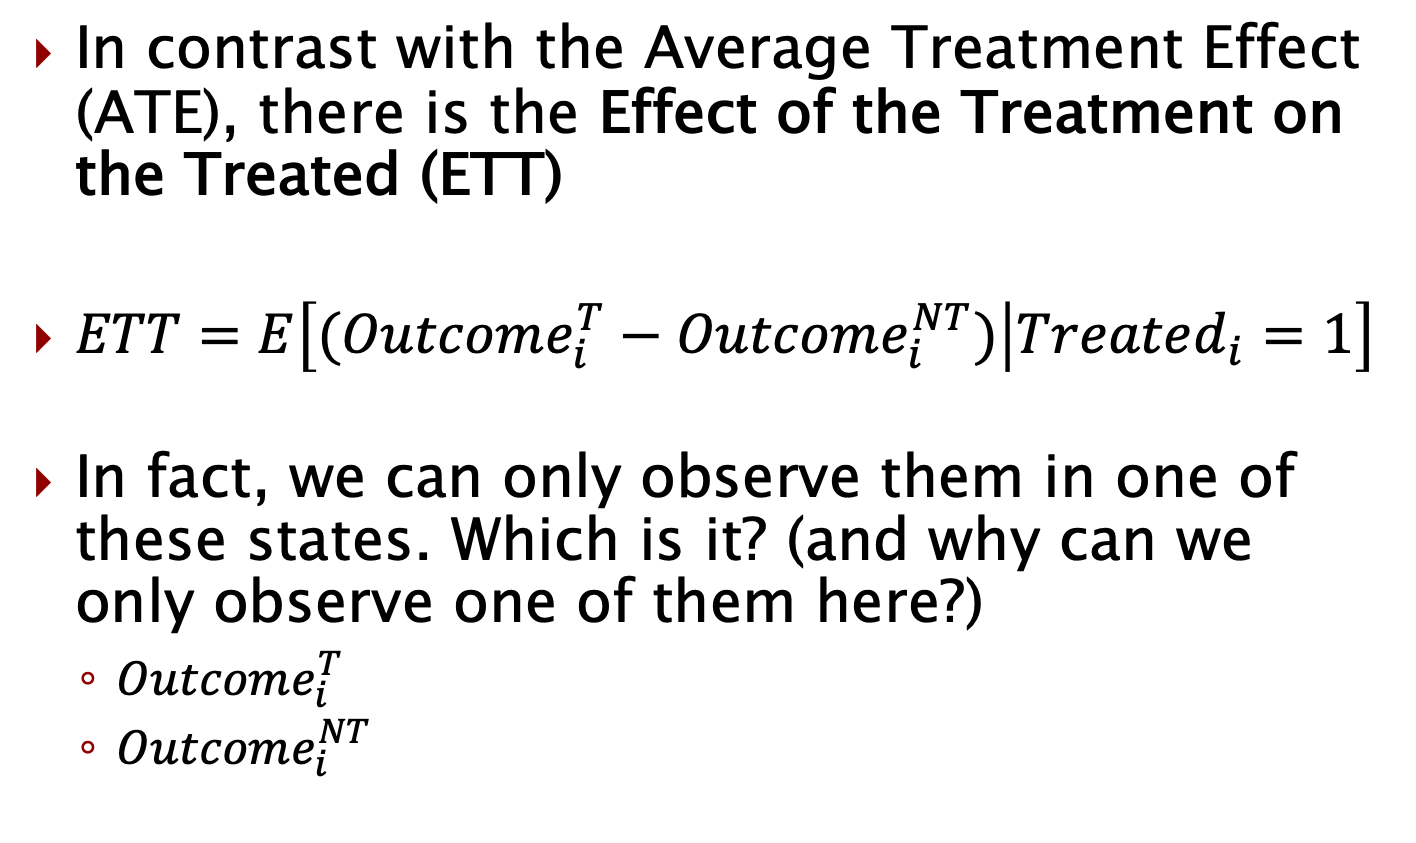 In contrast with the Average Treatment Effect
(ATE), there is the Effect of the Treatment on
the Treated (ETT)
ETT = E[(Outcome_i^T − Outcome_i^NT)|Treated_i = 1]
In fact, we can only observe them in one of
these states. Which is it? (and why can we
only observe one of them here?)
Outcome_i^T
Outcome_i^NT